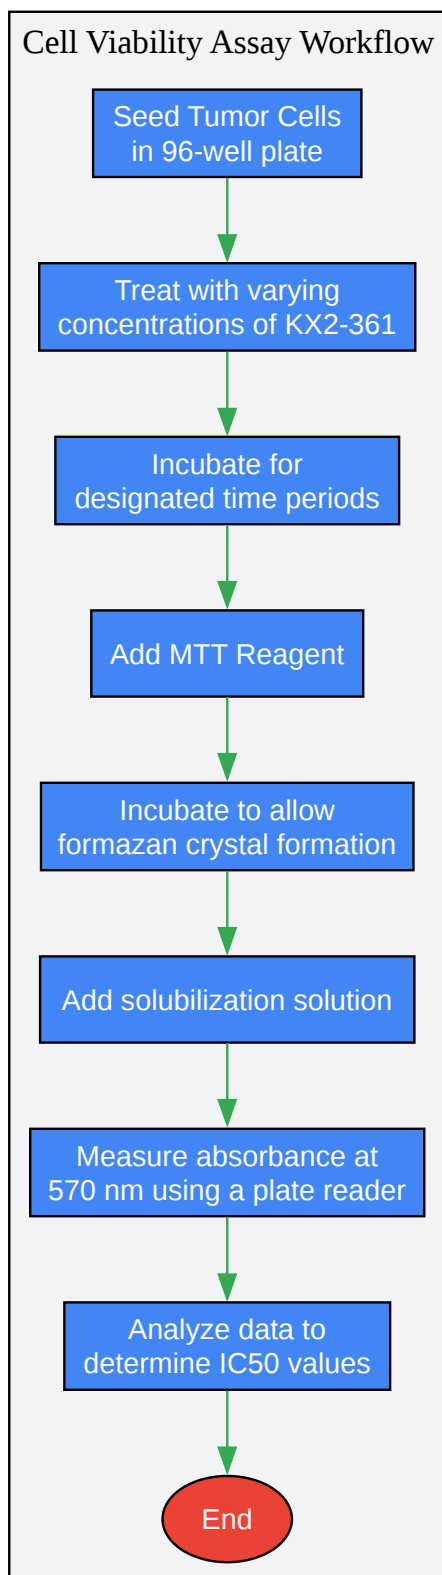 Cell Viability Assay Workflow
Seed Tumor Cells
in 96-well plate
Treat with varying
concentrations of KX2-361
Incubate for
designated time periods
Add MTT Reagent
Incubate to allow
formazan crystal formation
Add solubilization solution
Measure absorbance at
570 nm using a plate reader
Analyze data to
determine IC50 values
End